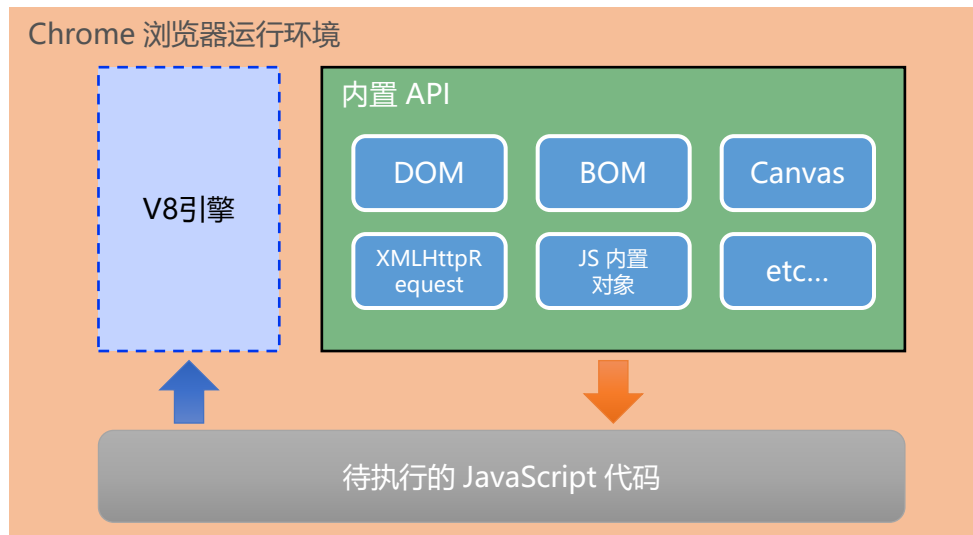 Chrome 浏览器运行环境
V8引擎
内置 API
DOM
BOM
Canvas
XMLHttpR
equest
JS 内置
对象
etc...
待执行的 JavaScript 代码